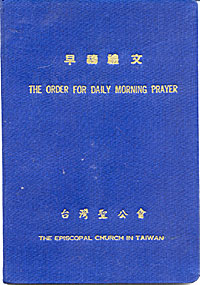 早禱禮文
THE ORDER FOR DAILY MORNING PRAYER
台灣聖公會
THE EPISCOPAL CHURCH IN TAIWAN